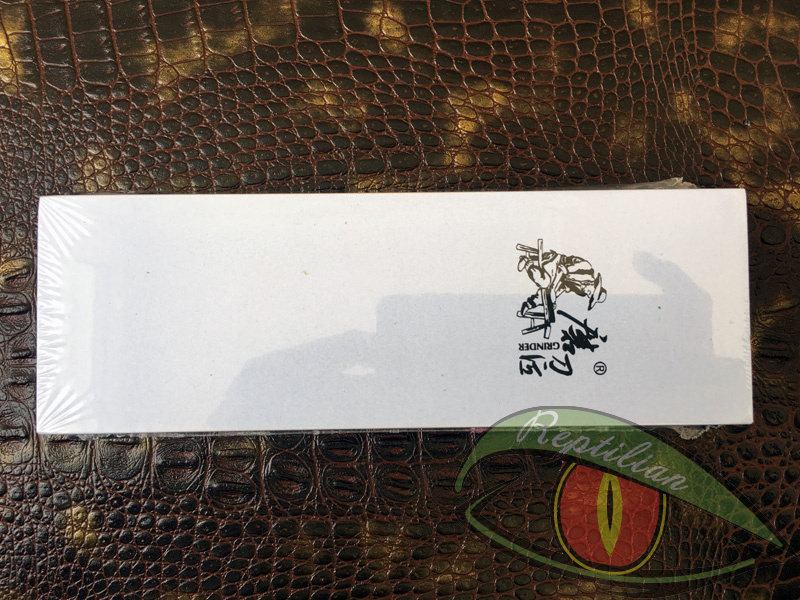 磨刀匠
GRINDER
®
Reptilian